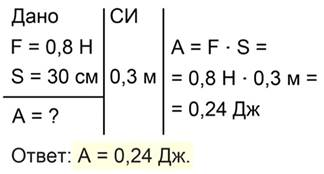 Дано СИ
F = 0,8 Н A = F · S =
S = 30 см 0,3 м = 0,8 Н · 0,3 м =
A = ? = 0,24 Дж
Ответ: A = 0,24 Дж.